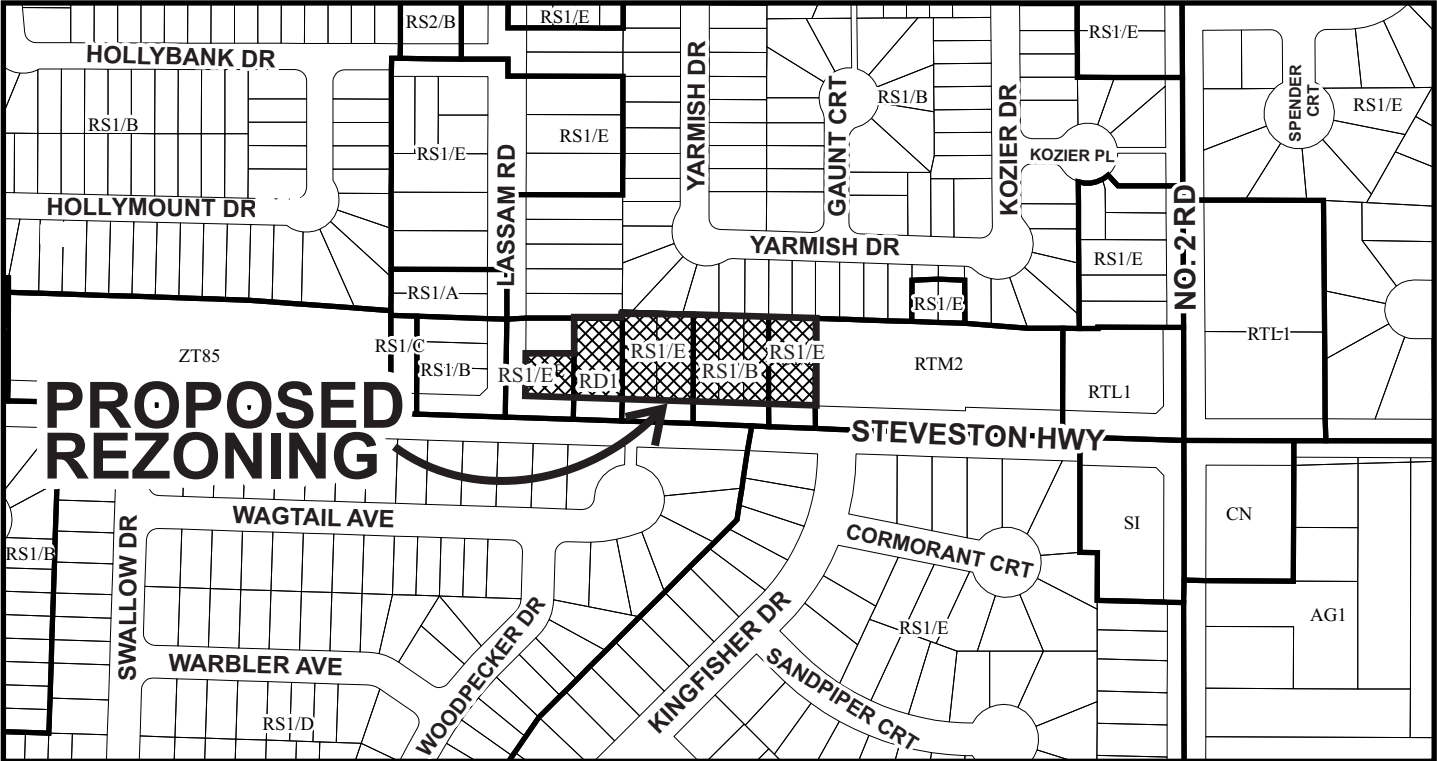 RS2/B
RS1/E
RS1/E
HOLLYBANK DR
YARMISH DR
GAUNT CRT
RS1/B
KOZIER DR
SPENDER
CRT
RS1/E
RS1/B
RS1/E
RS1/E
LASSAM RD
KOZIER PL
HOLLYMOUNT DR
YARMISH DR
NO. 2 RD
RS1/E
RS1/A
RS1/E
RTL1
ZT85
RS1/C
RS1/B
RS1/E
RD1
RS1/E
RS1/B
RS1/E
RTM2
RTL1
PROPOSED
REZONING
STEVESTON HWY
WAGTAIL AVE
SI
CN
CORMORANT CRT
RS1/B
SWALLOW DR
WOODPECKER DR
KINGFISHER DR
RS1/E
AG1
WARBLER AVE
SANDPIPER CRT
RS1/D